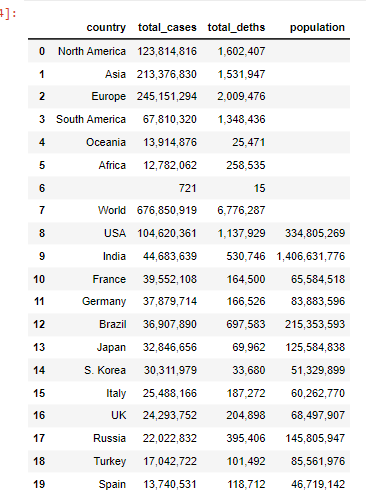 4]:
country total_cases total_deths population
0 North America 123,814,816 1,602,407
1 Asia 213,376,830 1,531,947
2 Europe 245,151,294 2,009,476
3 South America 67,810,320 1,348,436
4 Oceania 13,914,876 25,471
5 Africa 12,782,062 258,535
6 721 15
7 World 676,850,919 6,776,287
8 USA 104,620,361 1,137,929 334,805,269
9 India 44,683,639 530,746 1,406,631,776
10 France 39,552,108 164,500 65,584,518
11 Germany 37,879,714 166,526 83,883,596
12 Brazil 36,907,890 697,583 215,353,593
13 Japan 32,846,656 69,962 125,584,838
14 S. Korea 30,311,979 33,680 51,329,899
15 Italy 25,488,166 187,272 60,262,770
16 UK 24,293,752 204,898 68,497,907
17 Russia 22,022,832 395,406 145,805,947
18 Turkey 17,042,722 101,492 85,561,976
19 Spain 13,740,531 118,712 46,719,142